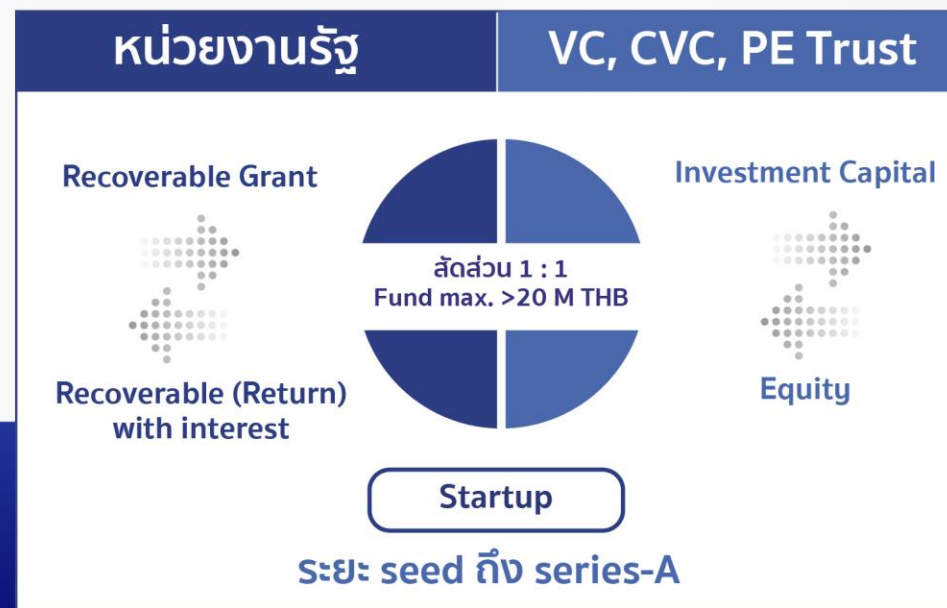 หน่วยงานรัฐ
VC, CVC, PE Trust
Recoverable Grant
Investment Capital
สัดส่วน 1 : 1
Fund max. >20 M THB
Recoverable (Return)
with interest
Equity
Startup
ระยะ seed ถึง series-A